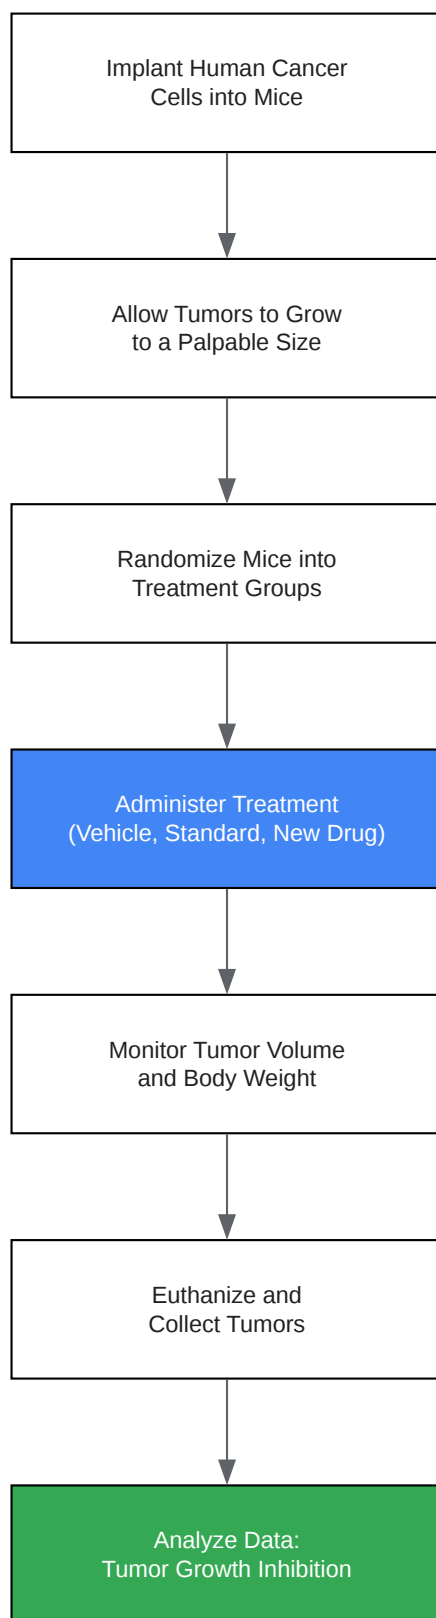 Implant Human Cancer
Cells into Mice
Allow Tumors to Grow
to a Palpable Size
Randomize Mice into
Treatment Groups
Administer Treatment
(Vehicle, Standard, New Drug)
Monitor Tumor Volume
and Body Weight
Euthanize and
Collect Tumors
Analyze Data:
Tumor Growth Inhibition